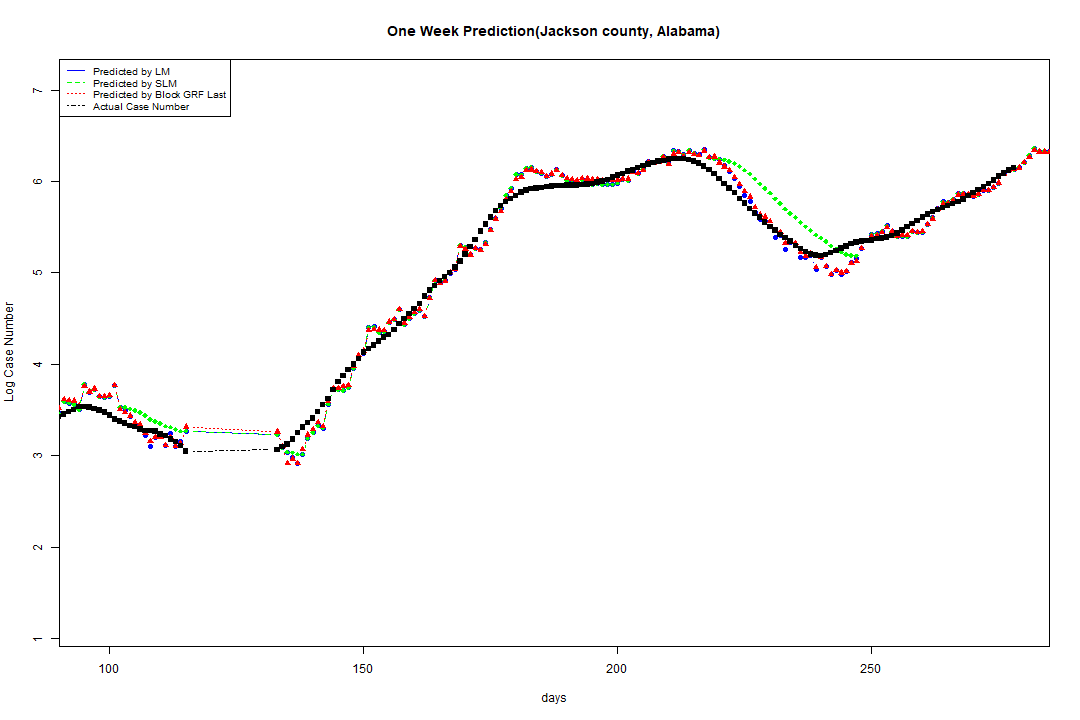 One Week Prediction(Jackson county, Alabama)
Predicted by LM
Predicted by SLM
Predicted by Block GRF Last
Actual Case Number
Log Case Number
7
6
5
4
3
2
1
100 150 200 250
days